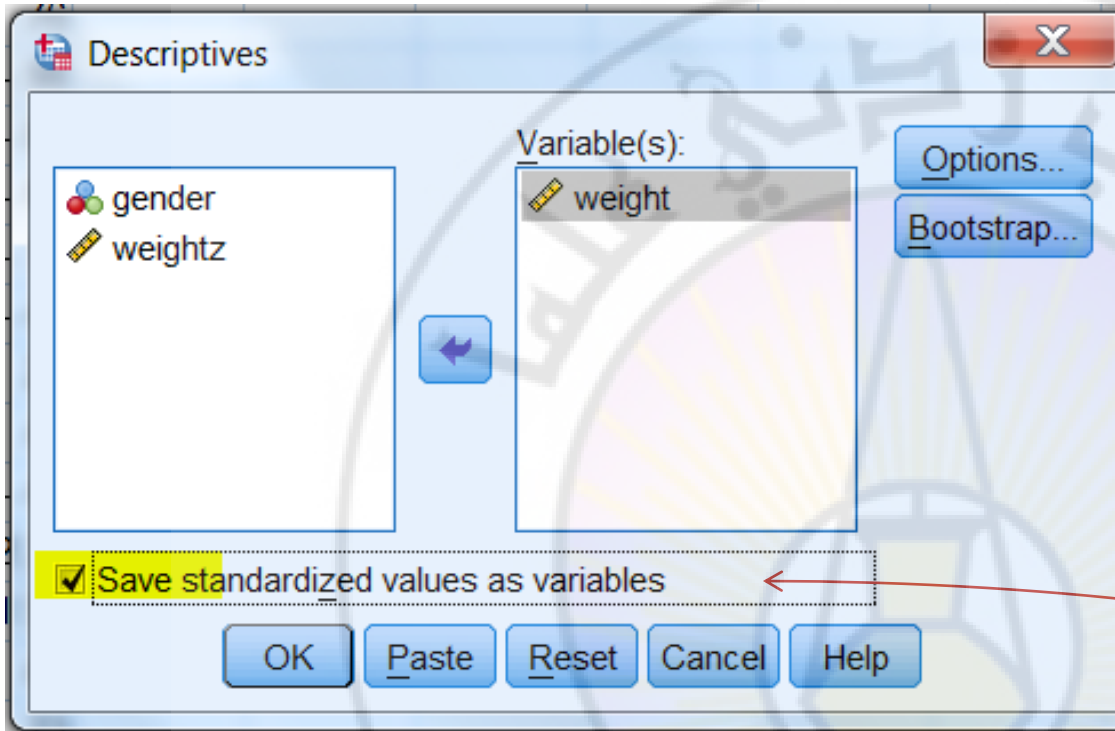 Descriptives
Variable(s):
gender
weightz
weight
Options...
Bootstrap...
Save standardized values as variables
OK
Paste
Reset
Cancel
Help